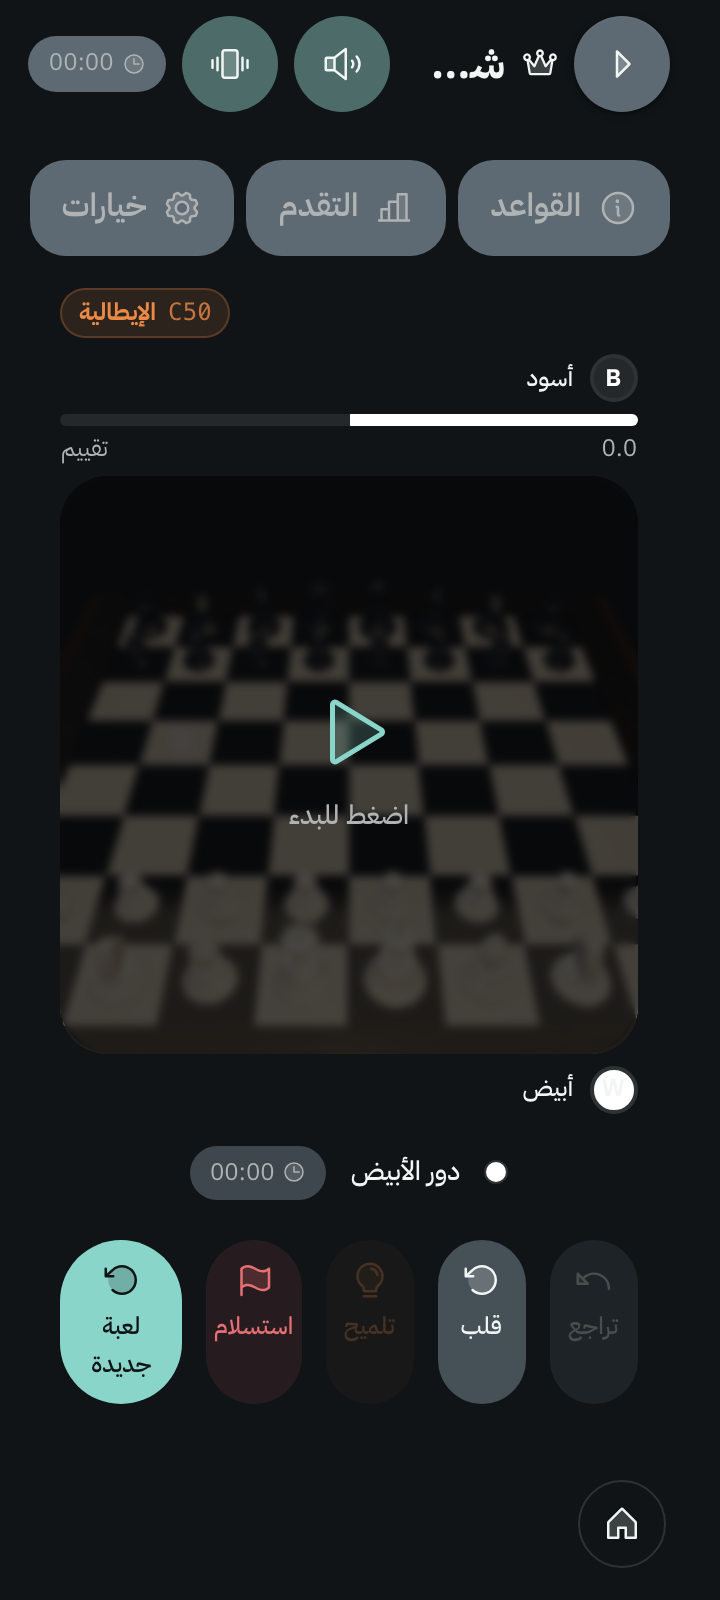 شـ...
00:00
القواعد
التقدم
خيارات
C50 الإيطالية
B أسود
0.0
تقييم
اضغط للبدء
W أبيض
دور الأبيض
00:00
تراجع
قلب
تلميح
استسلام
لعبة
جديدة